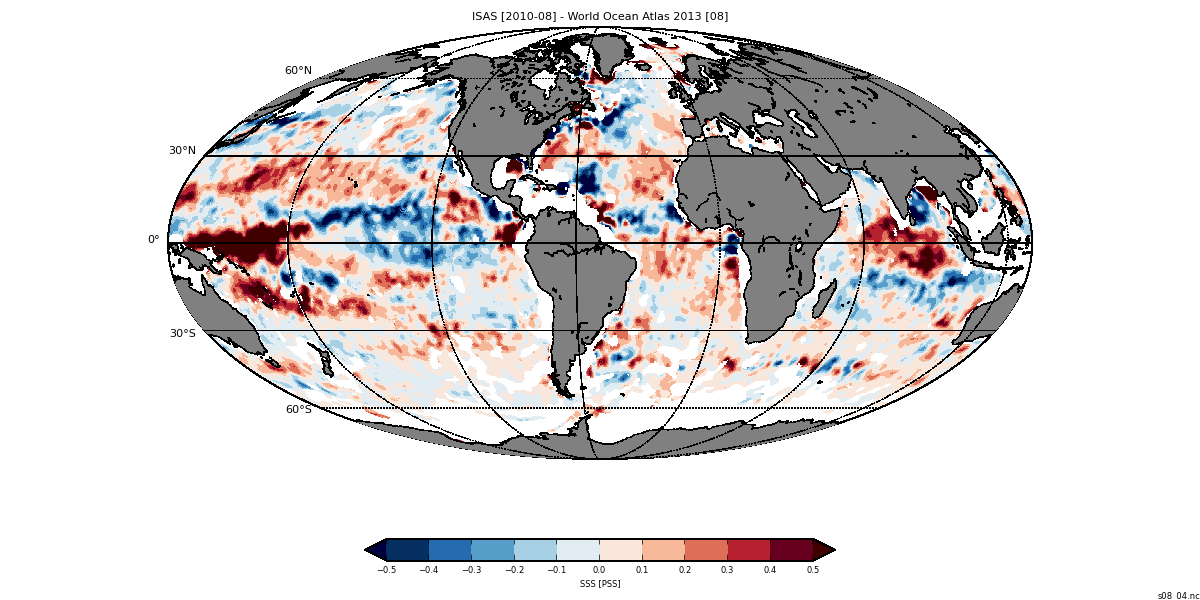 ISAS [2010-08] - World Ocean Atlas 2013 [08]
60°N
30°N
0°
30°S
60°S
−0.5 −0.4 −0.3 −0.2 −0.1 0.0 0.1 0.2 0.3 0.4 0.5
SSS [PSS]
s08_04.nc